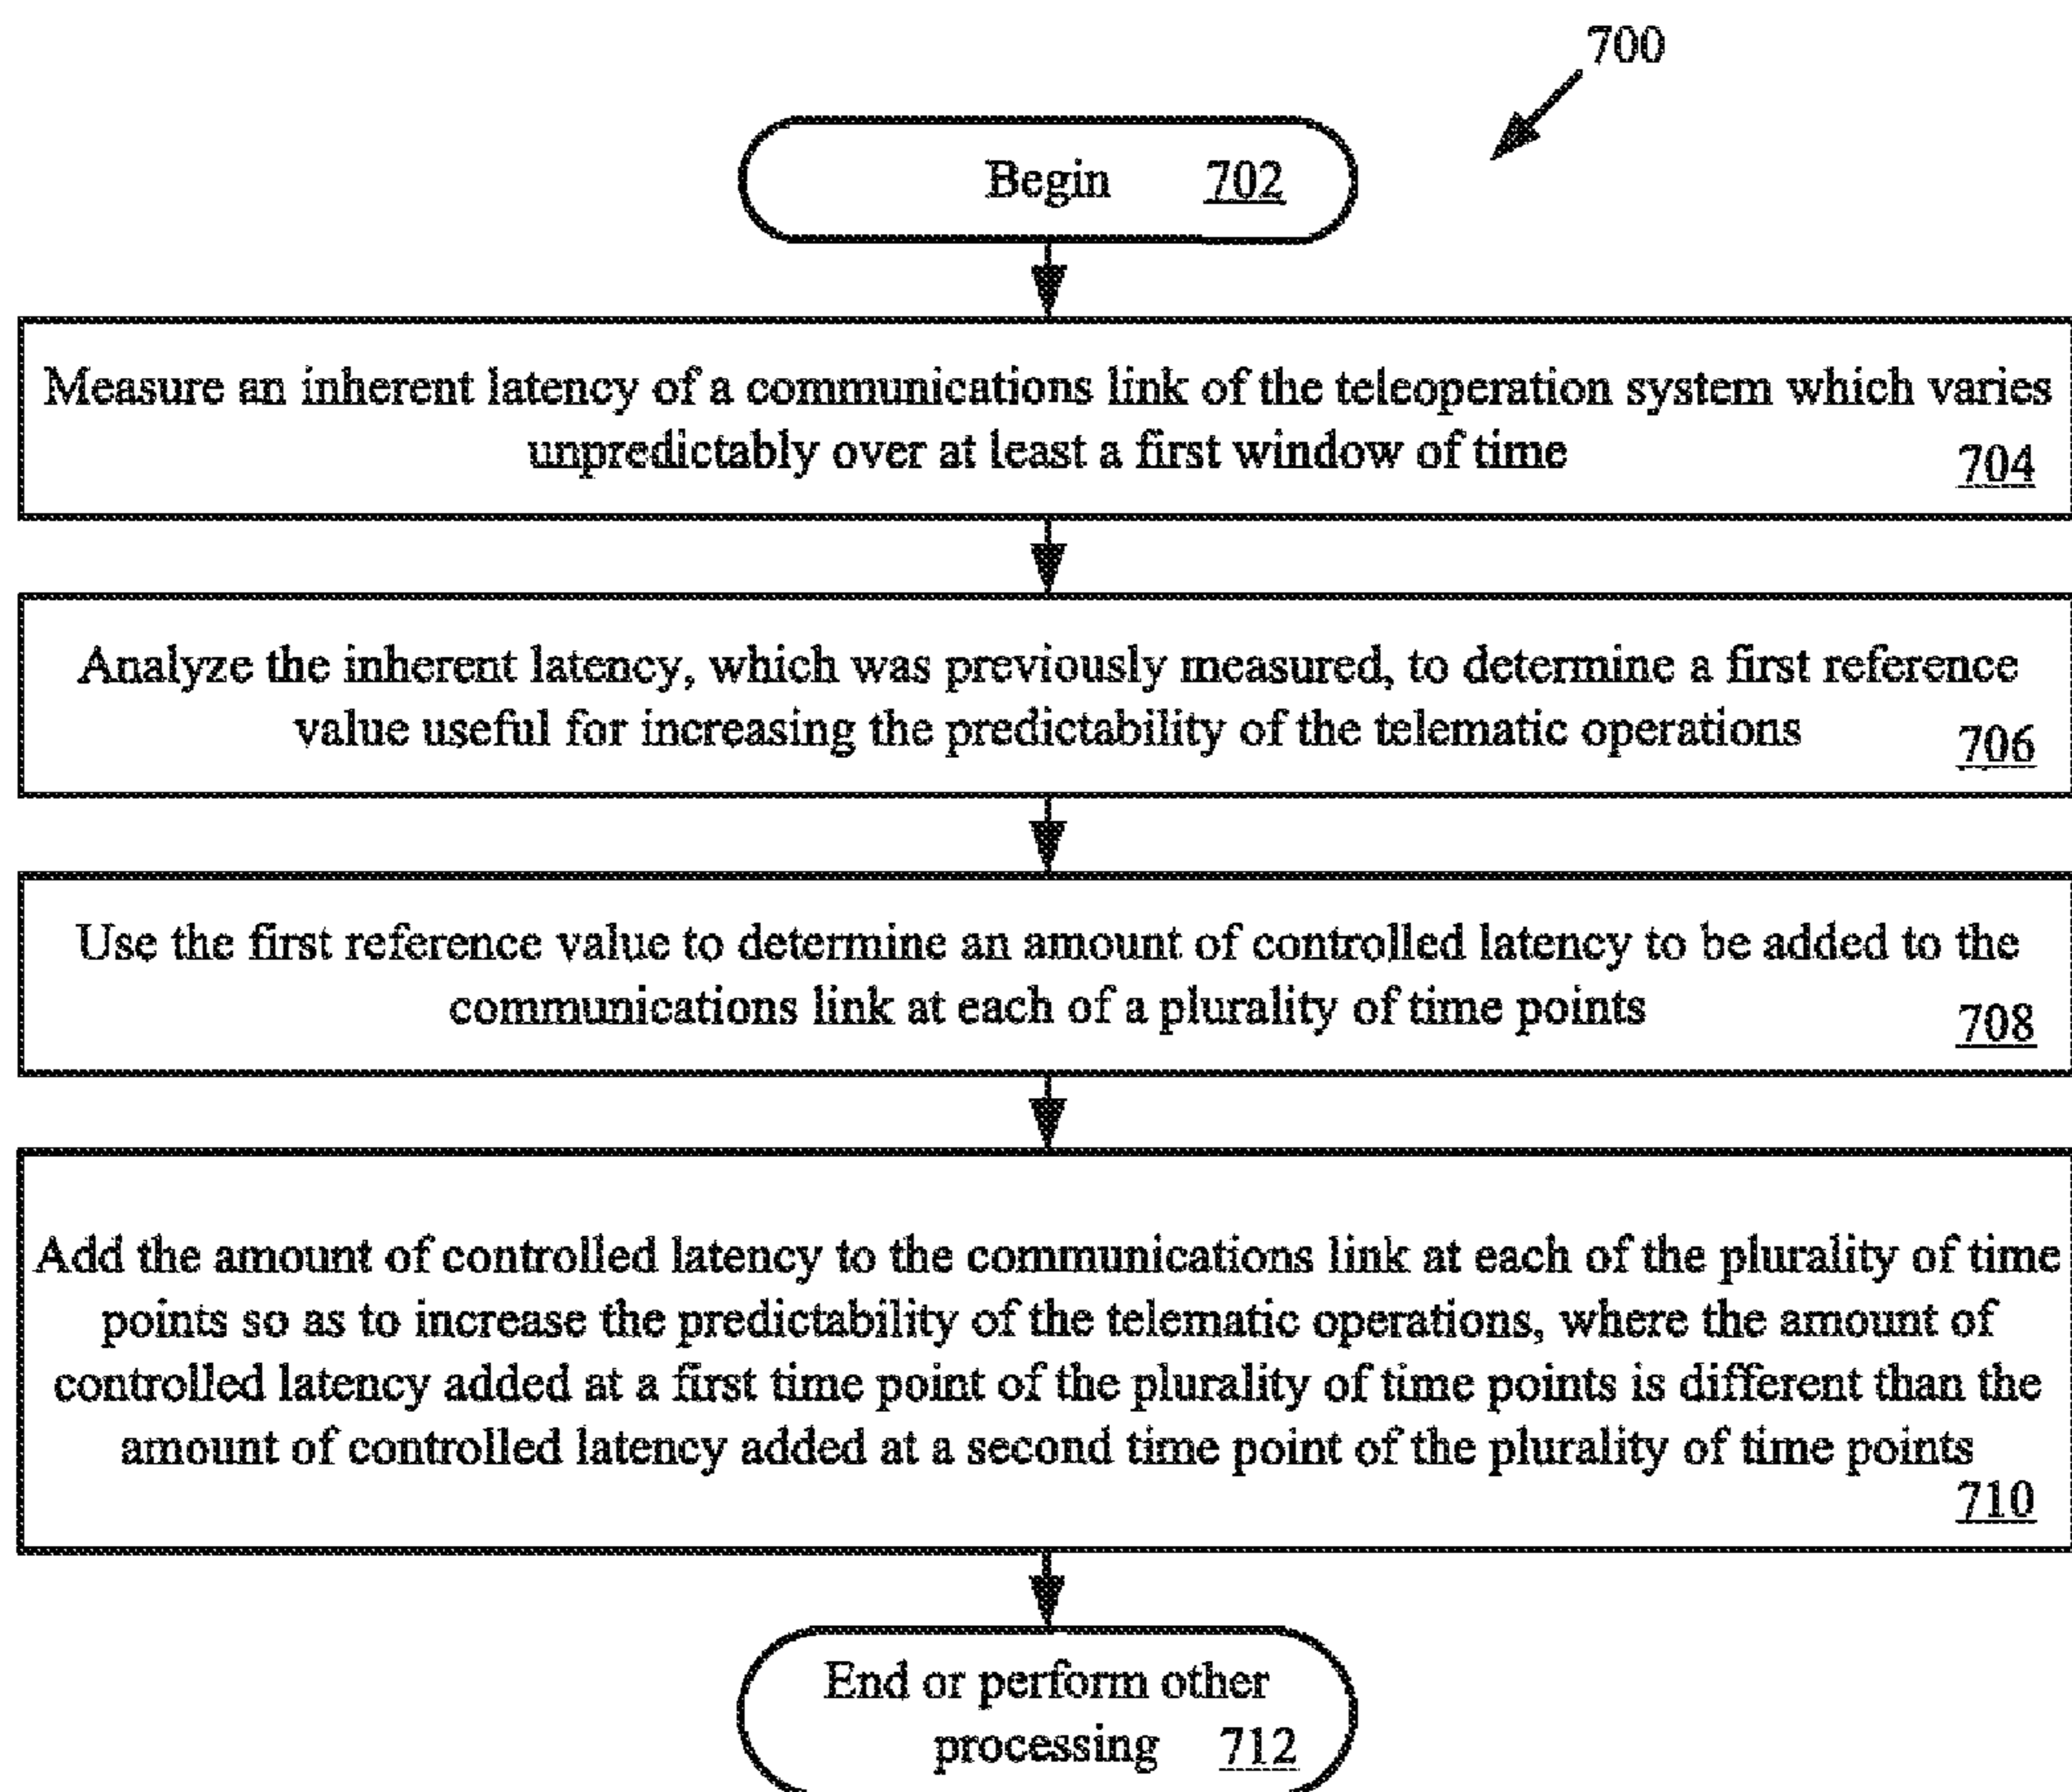 700
Begin 702
Measure an inherent latency of a communications link of the teleoperation system which varies
unpredictably over at least a first window of time
704
Analyze the inherent latency, which was previously measured, to determine a first reference
value useful for increasing the predictability of the telematic operations
706
Use the first reference value to determine an amount of controlled latency to be added to the
communications link at each of a plurality of time points
708
Add the amount of controlled latency to the communications link at each of the plurality of time
points so as to increase the predictability of the telematic operations, where the amount of
controlled latency added at a first time point of the plurality of time points is different than the
amount of controlled latency added at a second time point of the plurality of time points
710
End or perform other
processing 712